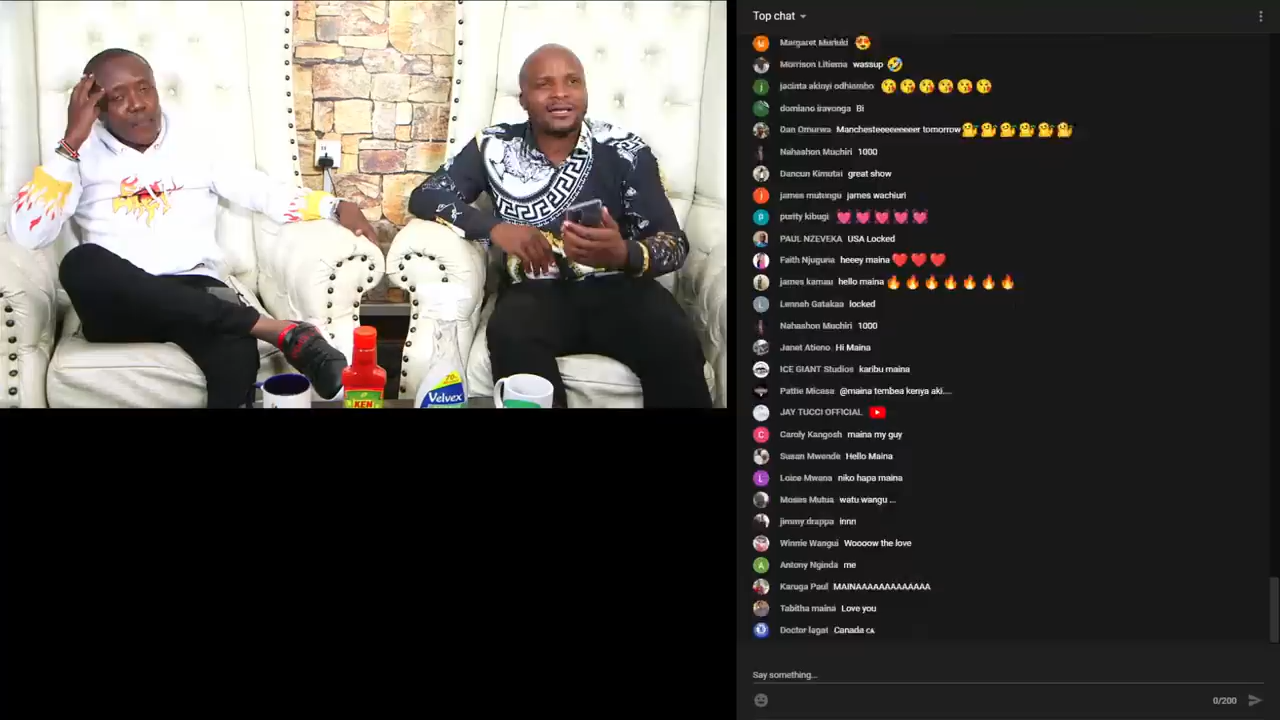 Top chat
Margaret Muriuki
Morrison Litiema wassup
jacinta akinyi odhiambo
domiano iravonga Bi
Dan Omurwa Manchesteeeeeeeer tomorrow
Nahashon Muchiri 1000
Dancun Kimutai great show
james mutungu james wachiuri
purity kibugi
PAUL NZEVEKA USA Locked
Faith Njuguna heeey maina
james kamau hello maina
Lennah Gatakaa locked
Nahashon Muchiri 1000
Janet Atieno Hi Maina
ICE GIANT Studios karibu maina
Pattie Micasa @maina tembea kenya aki....
JAY TUCCI OFFICIAL
Caroly Kangosh maina my guy
Susan Mwende Hello Maina
Loice Mwena niko hapa maina
Moses Mutua watu wangu ...
jimmy drappa innn
Winnie Wangui Woooow the love
Antony Nginda me
Karuga Paul MAINAAAAAAAAAAAAA
Tabitha maina Love you
Doctor lagat Canada
Say something...
0/200
KEN
70%
Velvex